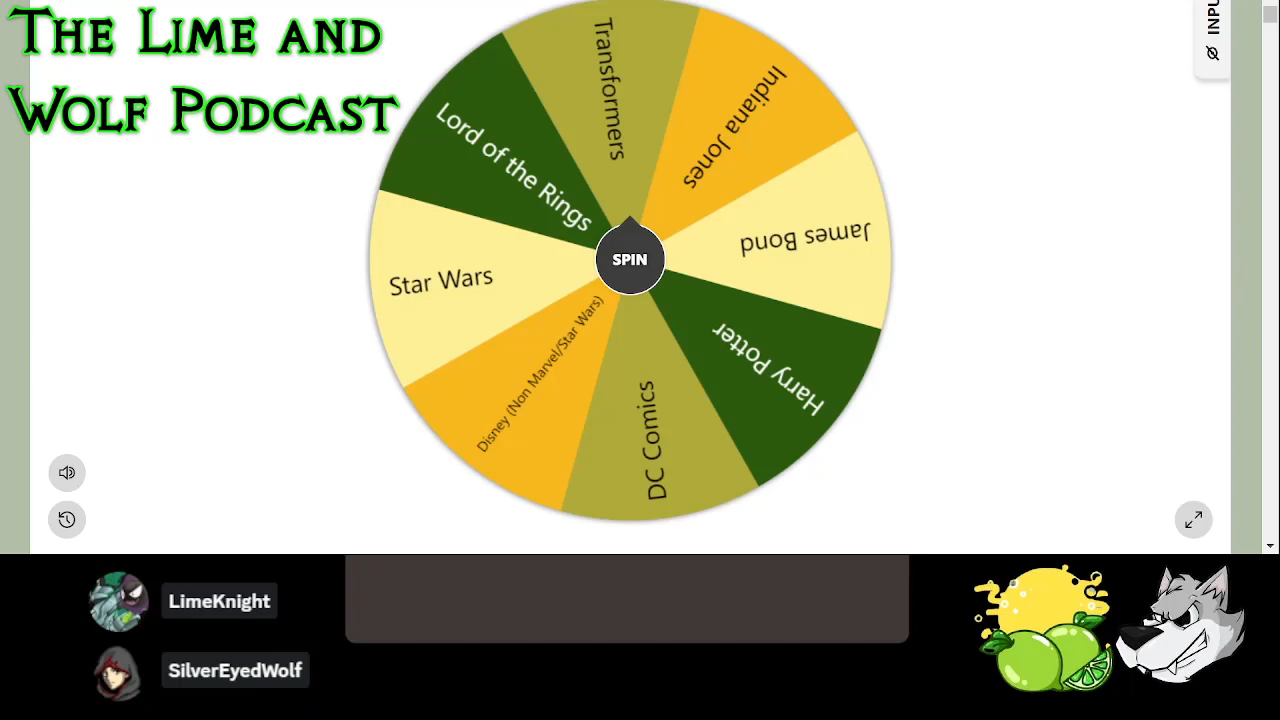 The Lime and
Wolf Podcast
Transformers
Indiana Jones
James Bond
Harry Potter
DC Comics
Disney (Non Marvel/Star Wars)
Star Wars
Lord of the Rings
SPIN
INPU
LimeKnight
SilverEyedWolf